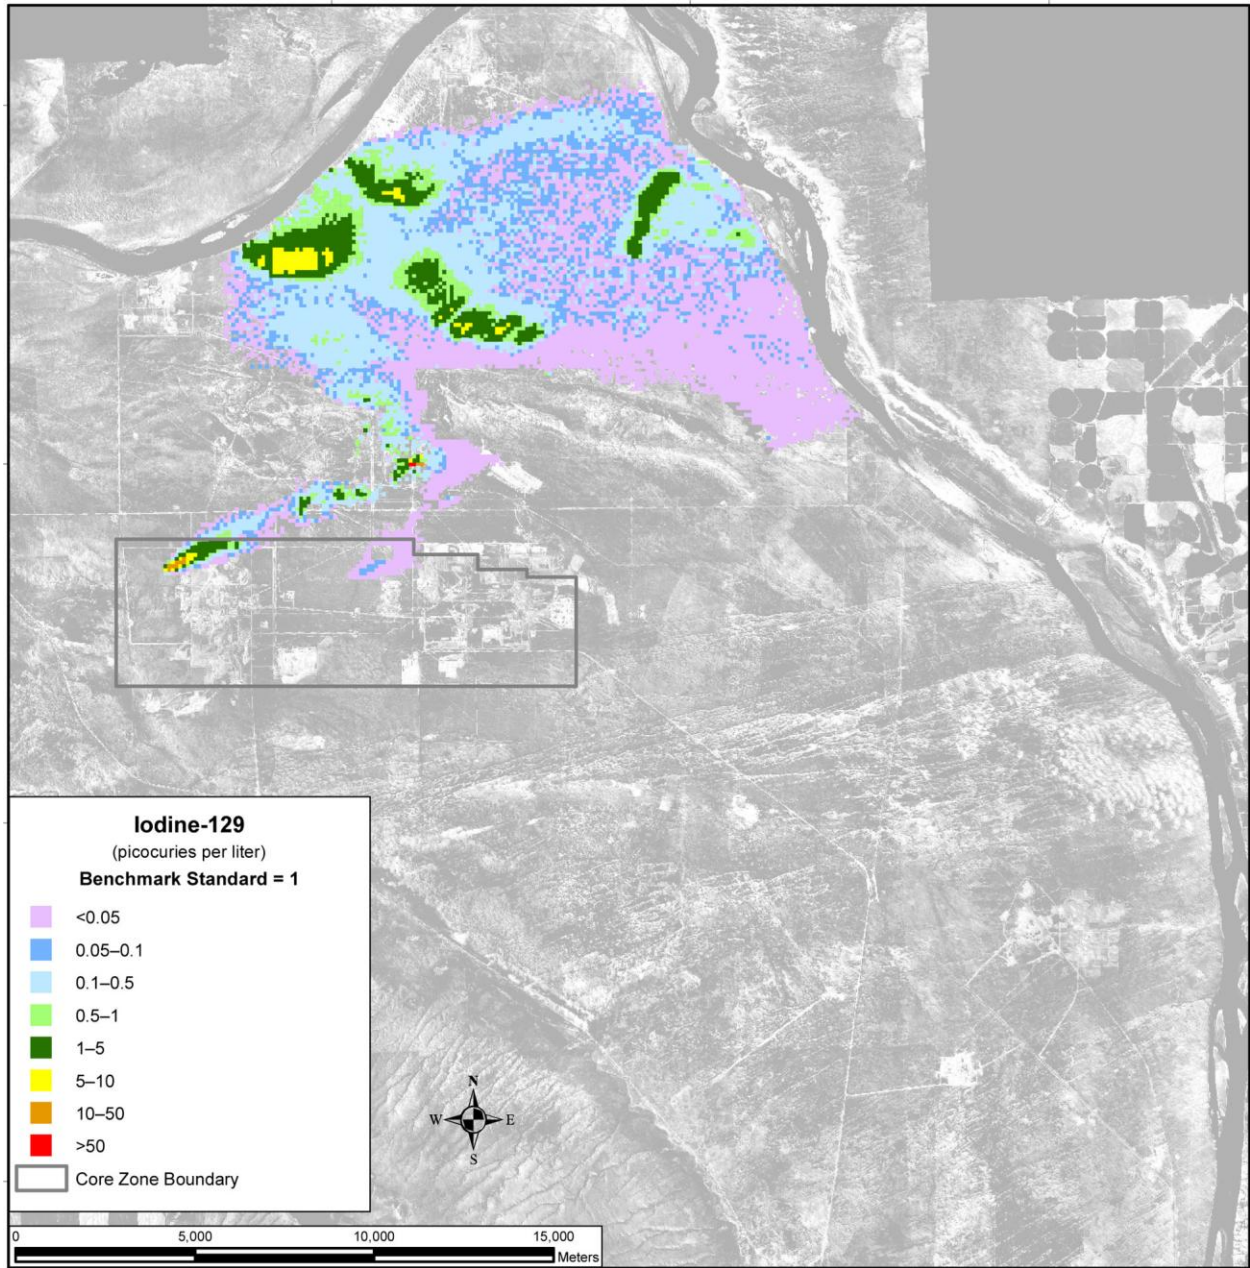 Iodine-129
(picocuries per liter)
Benchmark Standard = 1
<0.05
0.05–0.1
0.1–0.5
0.5–1
1–5
5–10
10–50
>50
Core Zone Boundary
N
W E
S
0 5,000 10,000 15,000
Meters